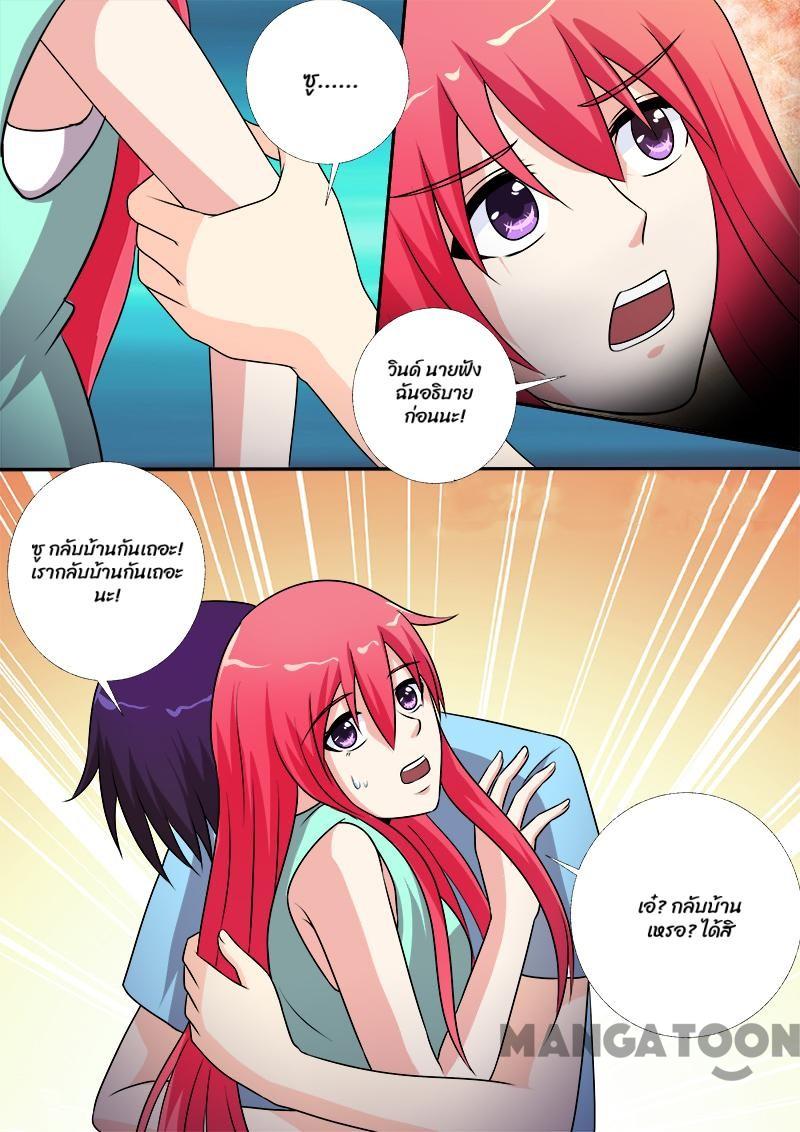 ซู......
วินด์ นายฟัง
ฉันอธิบาย
ก่อนนะ!
ซู กลับบ้านกันเถอะ!
เรากลับบ้านกันเถอะ
นะ!
เอ๋? กลับบ้าน
เหรอ? ได้สิ
MANGATOON